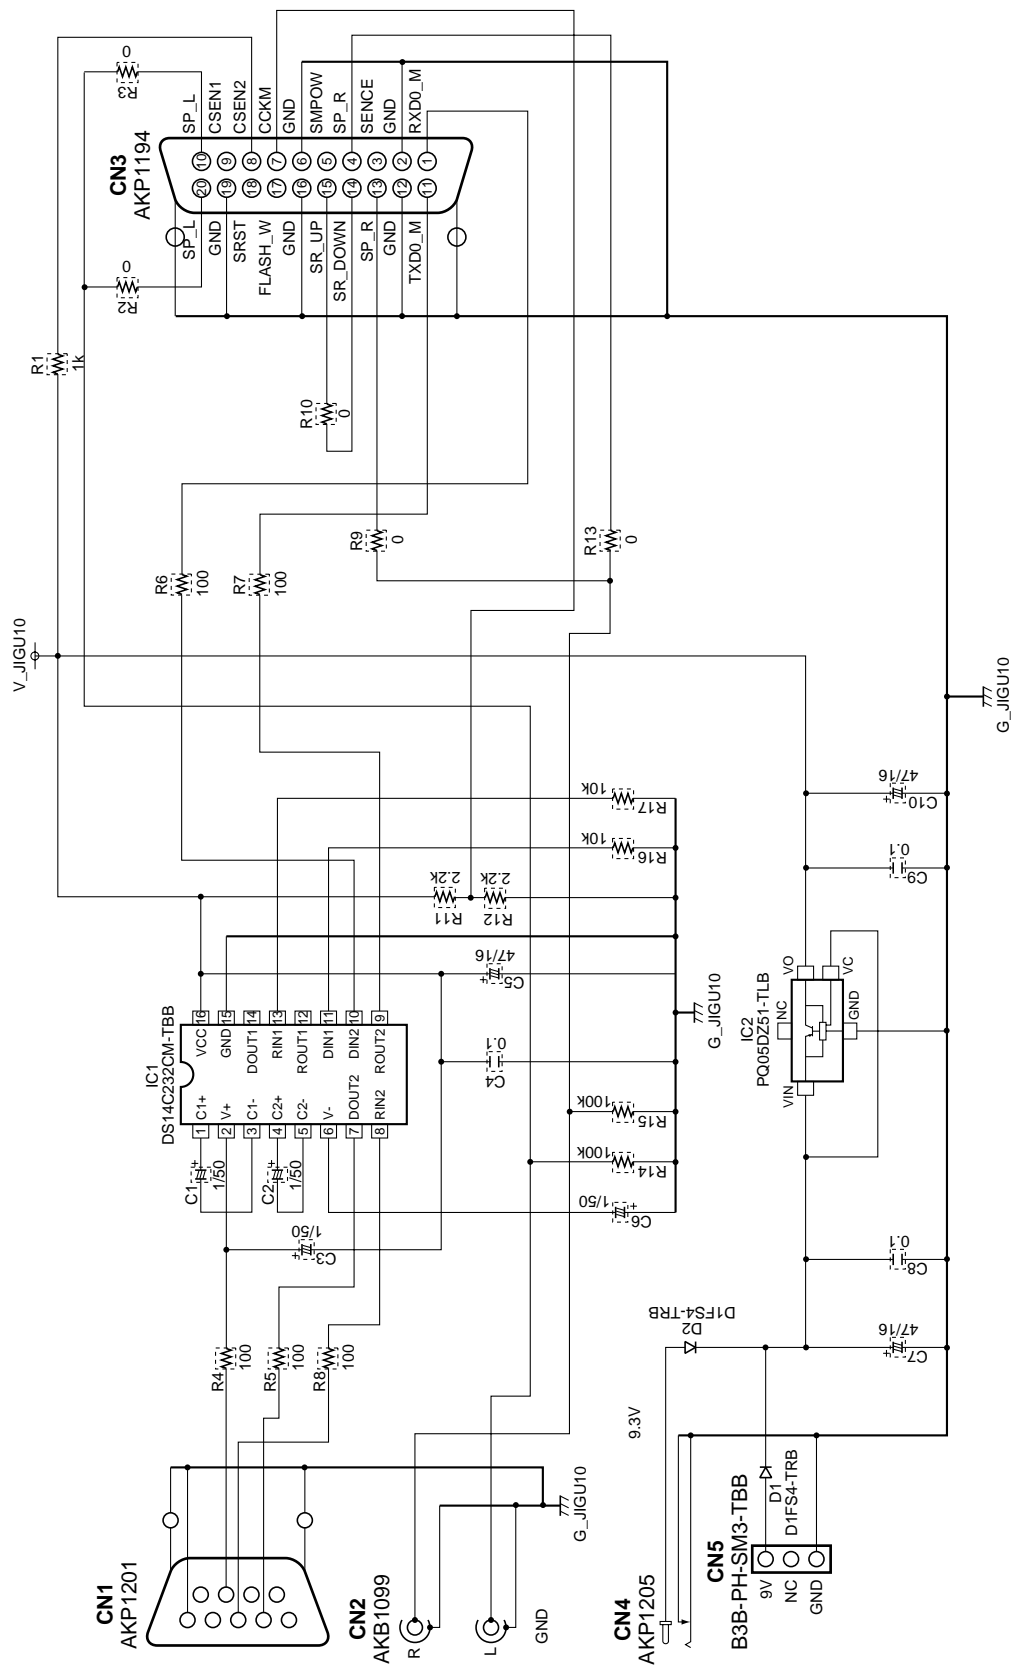 CN3
AKP1194
SP_L
CSEN1
CSEN2
CCKM
GND
SMPOW
SP_R
SENCE
GND
RXD0_M
10
9
8
7
6
5
4
3
2
1
20
19
18
17
16
15
14
13
12
11
SP_L
GND
SRST
FLASH_W
GND
SR_UP
SR_DOWN
SP_R
GND
TXD0_M
R3
0
R2
0
R1
1k
R10
0
R9
0
R13
0
R6
100
R7
100
V_JIGU10
G_JIGU10
R17
10k
R16
10k
R11
2.2k
R12
2.2k
C5
47/16
+
C4
0.1
R15
100k
R14
100k
C6
1/50
+
G_JIGU10
IC1
DS14C232CM-TBB
16
15
14
13
12
11
10
9
VCC
GND
DOUT1
RIN1
ROUT1
DIN1
DIN2
ROUT2
C1+
V+
C1-
C2+
C2-
V-
DOUT2
RIN2
1
2
3
4
5
6
7
8
C1
1/50
+
C2
1/50
+
C3
1/50
+
R4
100
R5
100
R8
100
C10
47/16
+
C9
0.1
IC2
PQ05DZ51-TLB
VO
VC
NC
GND
VIN
C8
0.1
C7
47/16
+
D2
D1FS4-TRB
9.3V
D1
D1FS4-TRB
CN1
AKP1201
G_JIGU10
CN2
AKB1099
R
L
GND
CN4
AKP1205
CN5
B3B-PH-SM3-TBB
9V
NC
GND